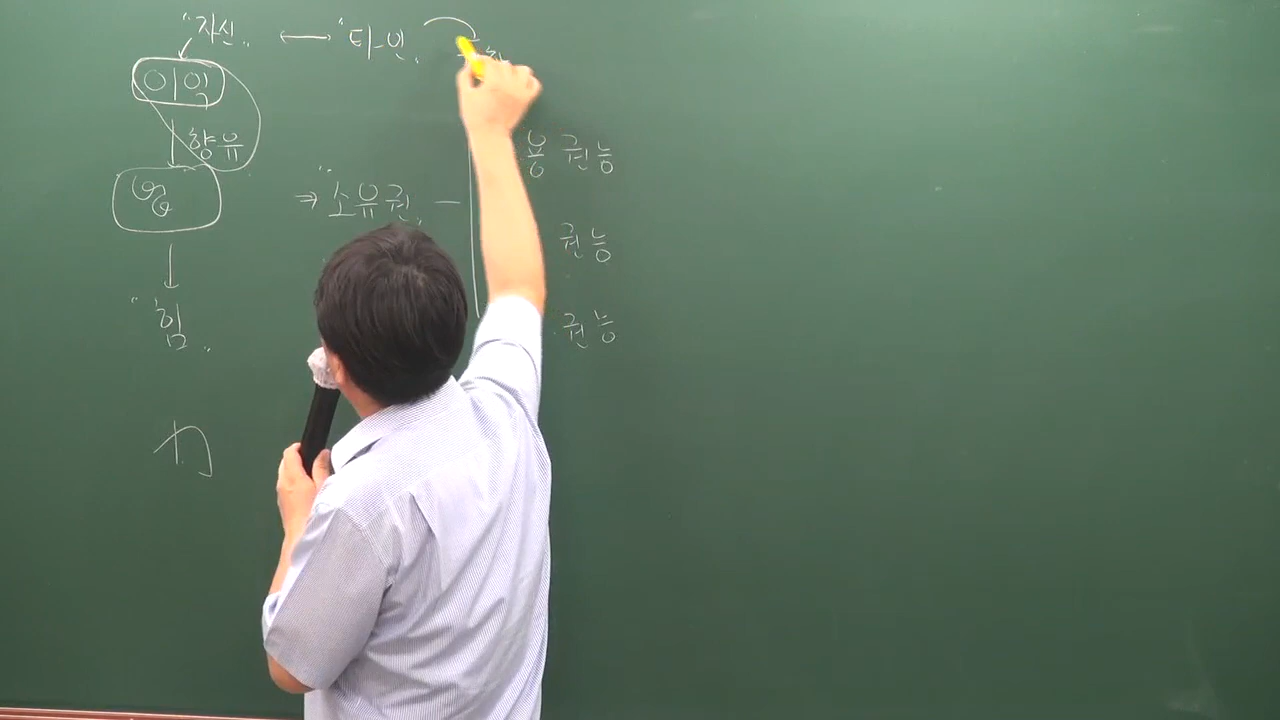 "자신" ↔ "타인"
이익
향유
⇒ "소유권" 용 권능
권능
권능
"힘"
力